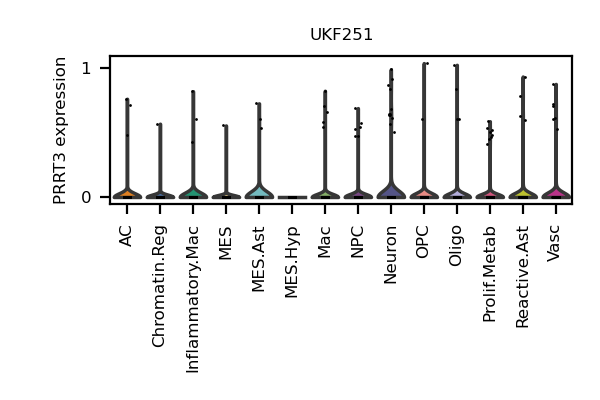 UKF251
PRRT3 expression
1
0
AC
Chromatin.Reg
Inflammatory.Mac
MES
MES.Ast
MES.Hyp
Mac
NPC
Neuron
OPC
Oligo
Prolif.Metab
Reactive.Ast
Vasc